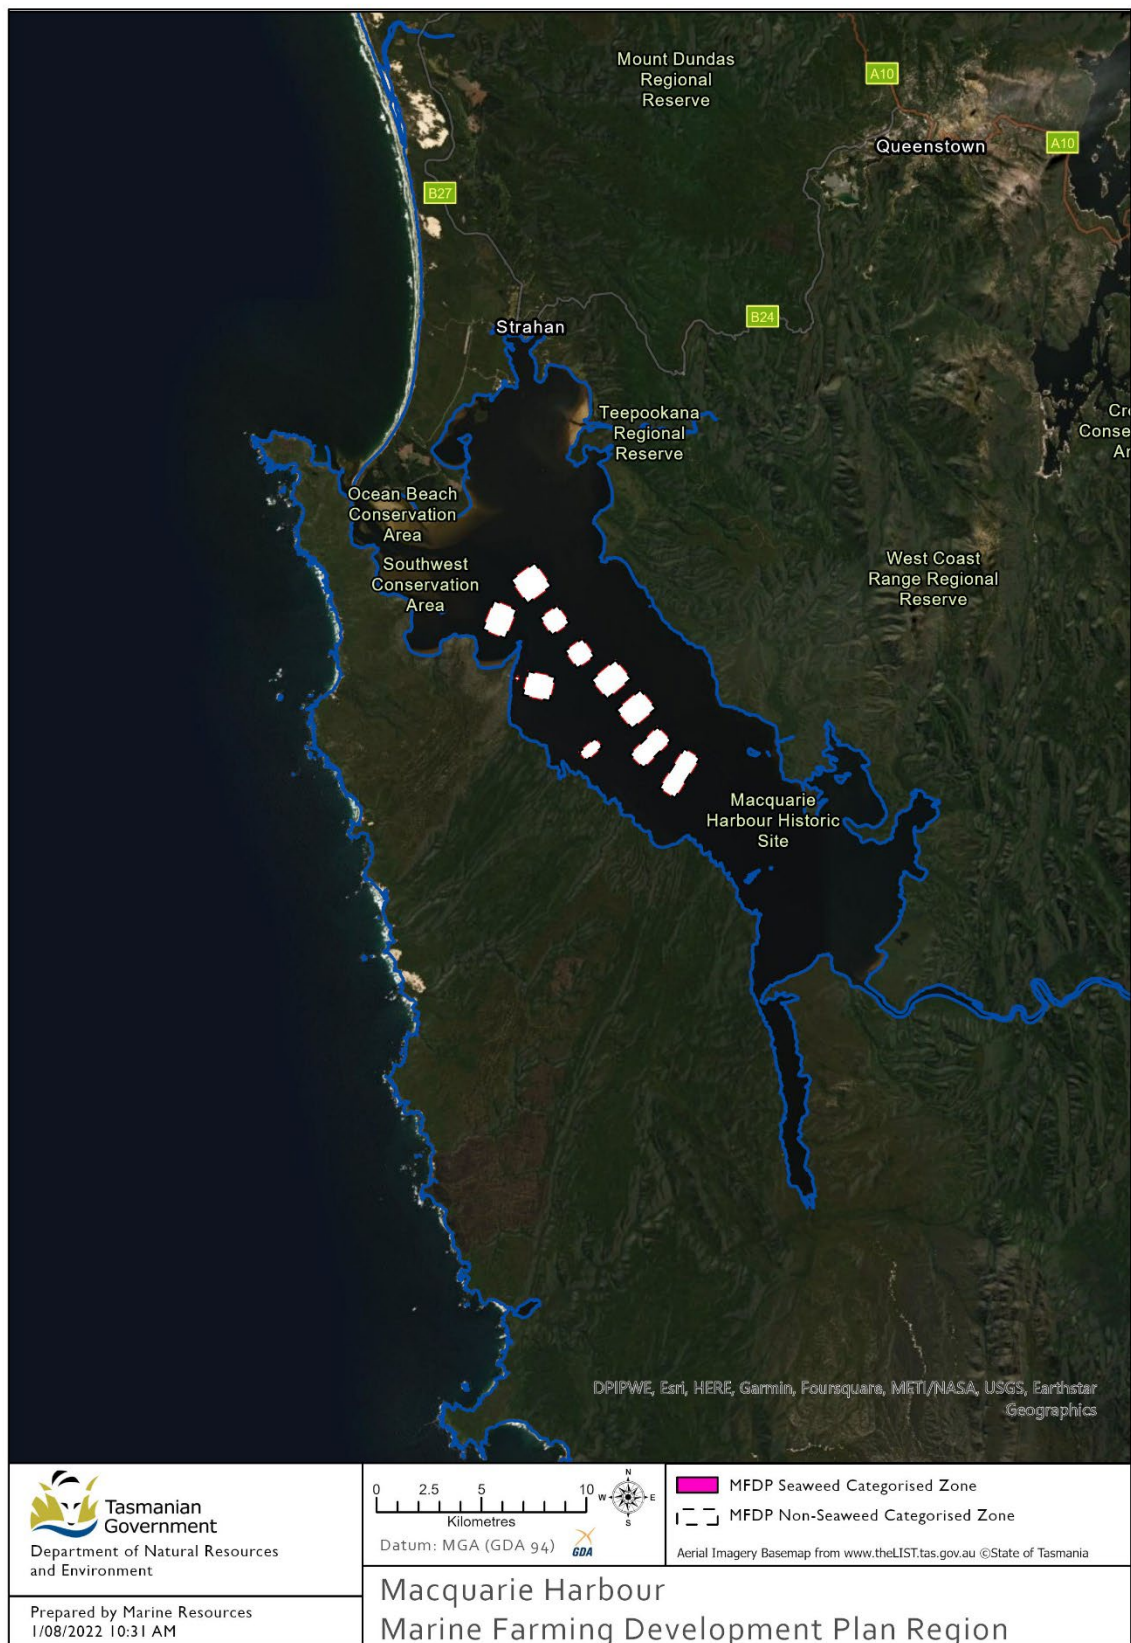 Mount Dundas
Regional
Reserve
A10
Queenstown
A10
B27
B24
Strahan
Teepookana
Regional
Reserve
Cr
Conse
Ar
Ocean Beach
Conservation
Area
Southwest
Conservation
Area
West Coast
Range Regional
Reserve
Macquarie
Harbour Historic
Site
DPIPWE, Esri, HERE, Garmin, Foursquare, METI/NASA, USGS, Earthstar
Geographics
Tasmanian
Government
Department of Natural Resources
and Environment
Prepared by Marine Resources
1/08/2022 10:31 AM
0 2.5 5 10
Kilometres
Datum: MGA (GDA 94)
GDA
N
W E
S
MFDP Seaweed Categorised Zone
MFDP Non-Seaweed Categorised Zone
Aerial Imagery Basemap from www.theLIST.tas.gov.au ©State of Tasmania
Macquarie Harbour
Marine Farming Development Plan Region